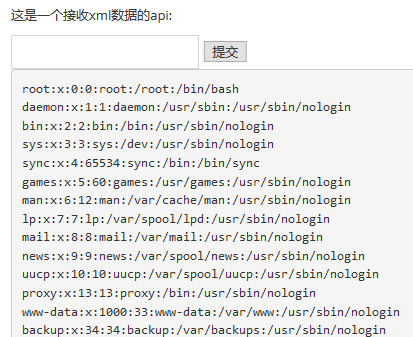 这是一个接收xml数据的api:
提交
root:x:0:0:root:/root:/bin/bash
daemon:x:1:1:daemon:/usr/sbin:/usr/sbin/nologin
bin:x:2:2:bin:/bin:/usr/sbin/nologin
sys:x:3:3:sys:/dev:/usr/sbin/nologin
sync:x:4:65534:sync:/bin:/bin/sync
games:x:5:60:games:/usr/games:/usr/sbin/nologin
man:x:6:12:man:/var/cache/man:/usr/sbin/nologin
lp:x:7:7:lp:/var/spool/lpd:/usr/sbin/nologin
mail:x:8:8:mail:/var/mail:/usr/sbin/nologin
news:x:9:9:news:/var/spool/news:/usr/sbin/nologin
uucp:x:10:10:uucp:/var/spool/uucp:/usr/sbin/nologin
proxy:x:13:13:proxy:/bin:/usr/sbin/nologin
www-data:x:1000:33:www-data:/var/www:/usr/sbin/nologin
backup:x:34:34:backup:/var/backups:/usr/sbin/nologin